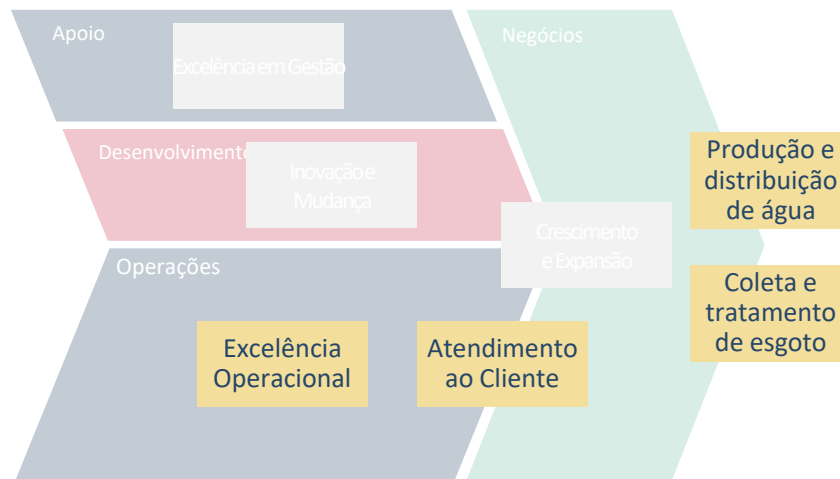 Apoio
Excelência em Gestão
Negócios
Desenvolvimento
Inovação e
Mudança
Produção e
distribuição
de água
Crescimento
e Expansão
Operações
Coleta e
tratamento
de esgoto
Excelência
Operacional
Atendimento
ao Cliente